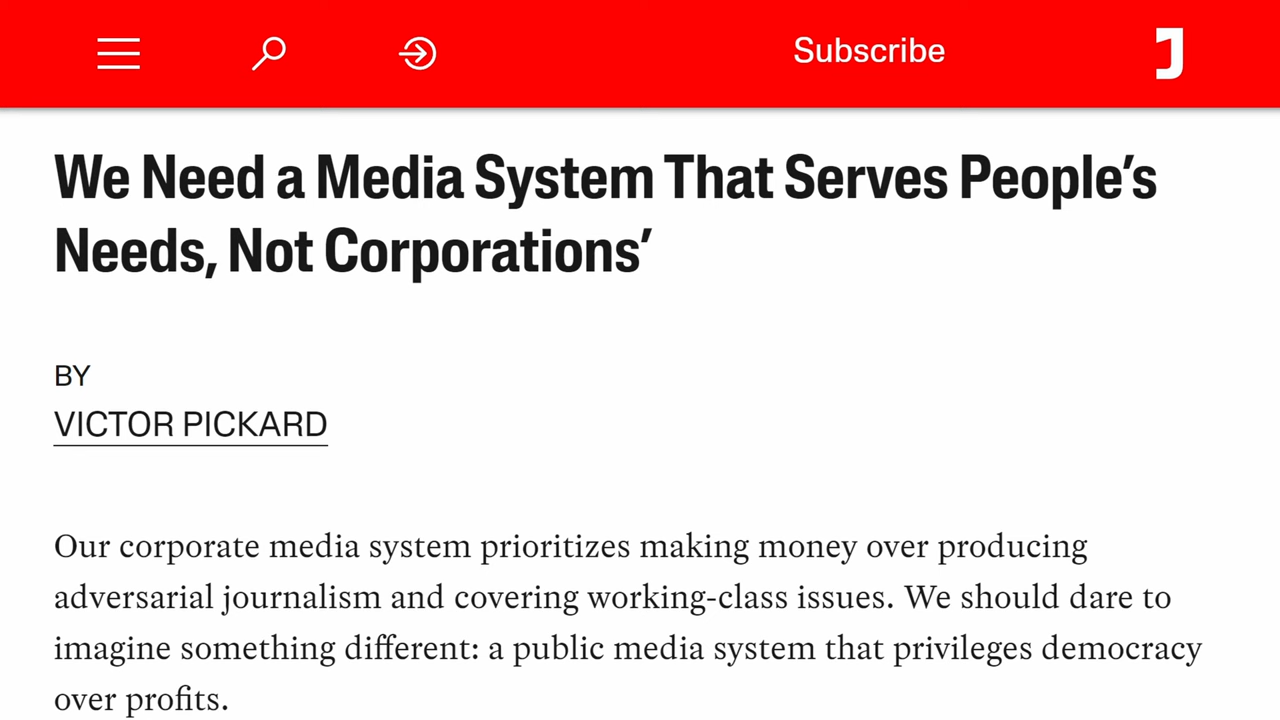 Subscribe
J
We Need a Media System That Serves People’s
Needs, Not Corporations’
BY
VICTOR PICKARD
Our corporate media system prioritizes making money over producing
adversarial journalism and covering working-class issues. We should dare to
imagine something different: a public media system that privileges democracy
over profits.